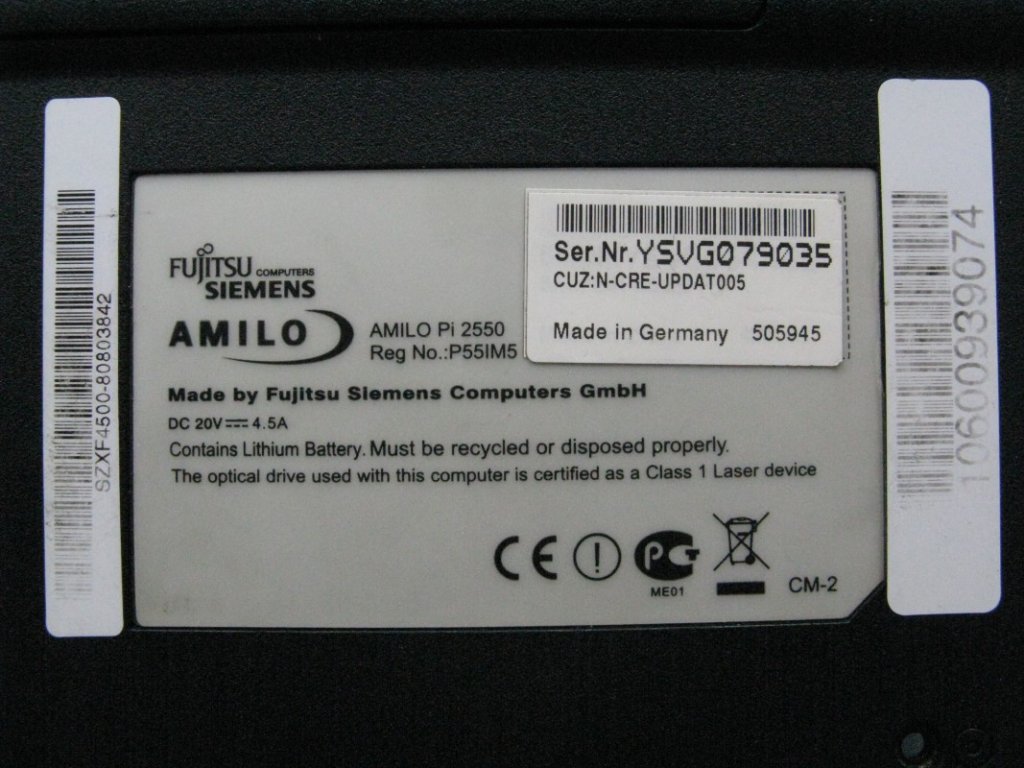 SZXF4500-80803842
FUJITSU COMPUTERS
SIEMENS
AMILO
AMILO Pi 2550
Reg No.:P55IM5
Ser.Nr.YSVG079035
CUZ:N-CRE-UPDAT005
Made in Germany 505945
Made by Fujitsu Siemens Computers GmbH
DC 20V⎓ 4.5A
Contains Lithium Battery. Must be recycled or disposed properly.
The optical drive used with this computer is certified as a Class 1 Laser device
CE
ME01
CM-2
10600939074